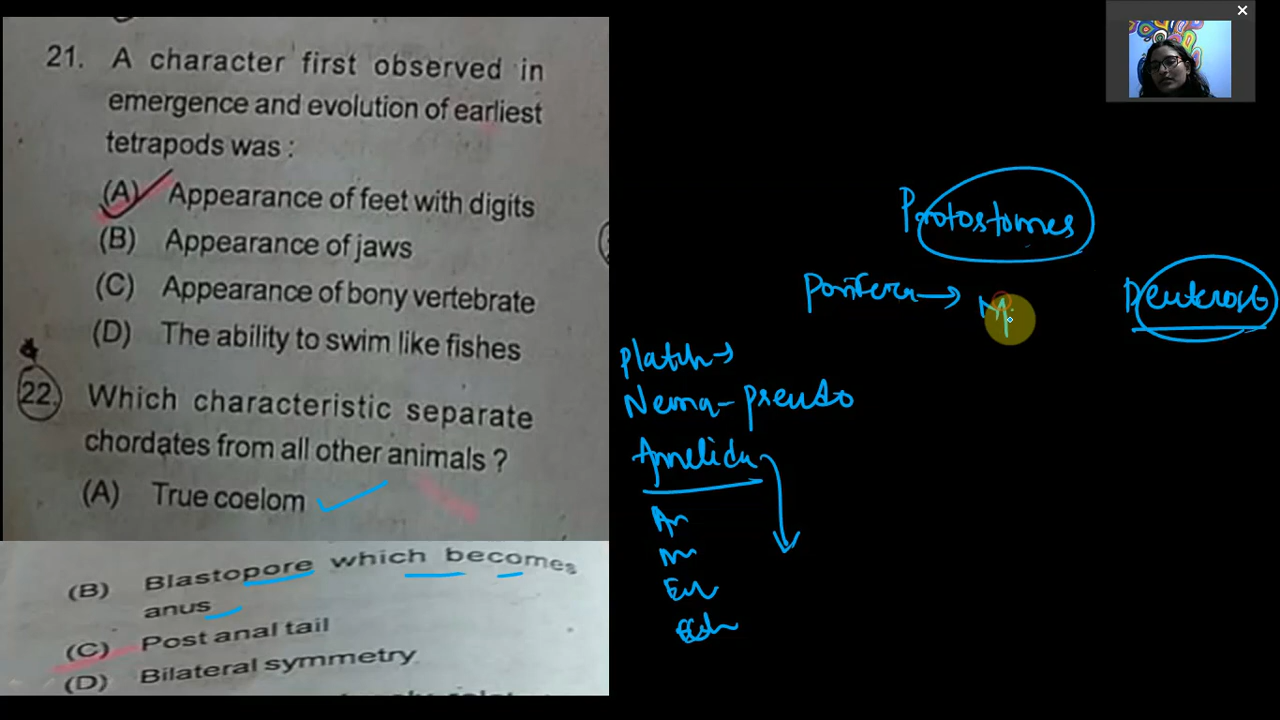 21. A character first observed in
emergence and evolution of earliest
tetrapods was :
(A) Appearance of feet with digits
(B) Appearance of jaws
(C) Appearance of bony vertebrate
(D) The ability to swim like fishes
22. Which characteristic separate
chordates from all other animals ?
(A) True coelom
(B) Blastopore which becomes
anus
(C) Post anal tail
(D) Bilateral symmetry
Protostomes
Porifera → M
Deuterost
Platch →
Nema - pseudo
Annelida
Ar
M